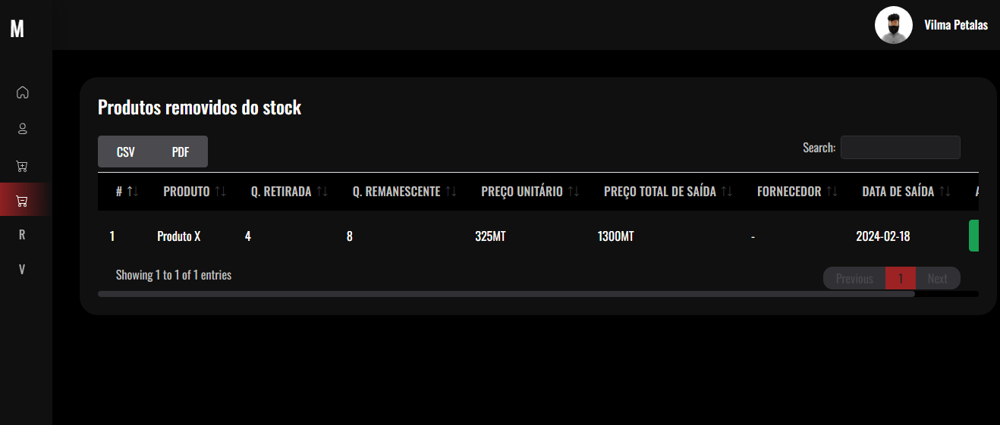 M
Vilma Petalas
Produtos removidos do stock
CSV PDF
Search:
# PRODUTO Q. RETIRADA Q. REMANESCENTE PREÇO UNITÁRIO PREÇO TOTAL DE SAÍDA FORNECEDOR DATA DE SAÍDA
1 Produto X 4 8 325MT 1300MT - 2024-02-18
Showing 1 to 1 of 1 entries
Previous 1 Next
R
V